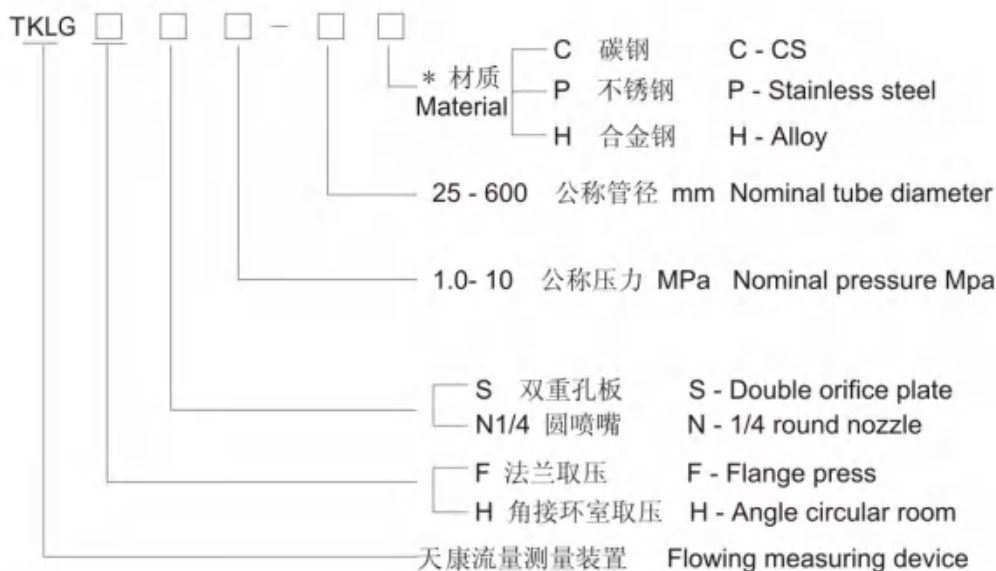 TKLG □ □ □ - □ □
C 碳钢 C - CS
* 材质
Material
P 不锈钢 P - Stainless steel
H 合金钢 H - Alloy
25 - 600 公称管径 mm Nominal tube diameter
1.0- 10 公称压力 MPa Nominal pressure Mpa
S 双重孔板 S - Double orifice plate
N1/4 圆喷嘴 N - 1/4 round nozzle
F 法兰取压 F - Flange press
H 角接环室取压 H - Angle circular room
天康流量测量装置 Flowing measuring device